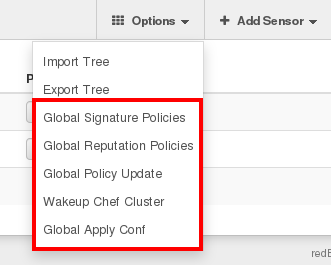 Options
Add Sensor
P
Import Tree
Export Tree
Global Signature Policies
Global Reputation Policies
Global Policy Update
Wakeup Chef Cluster
Global Apply Conf